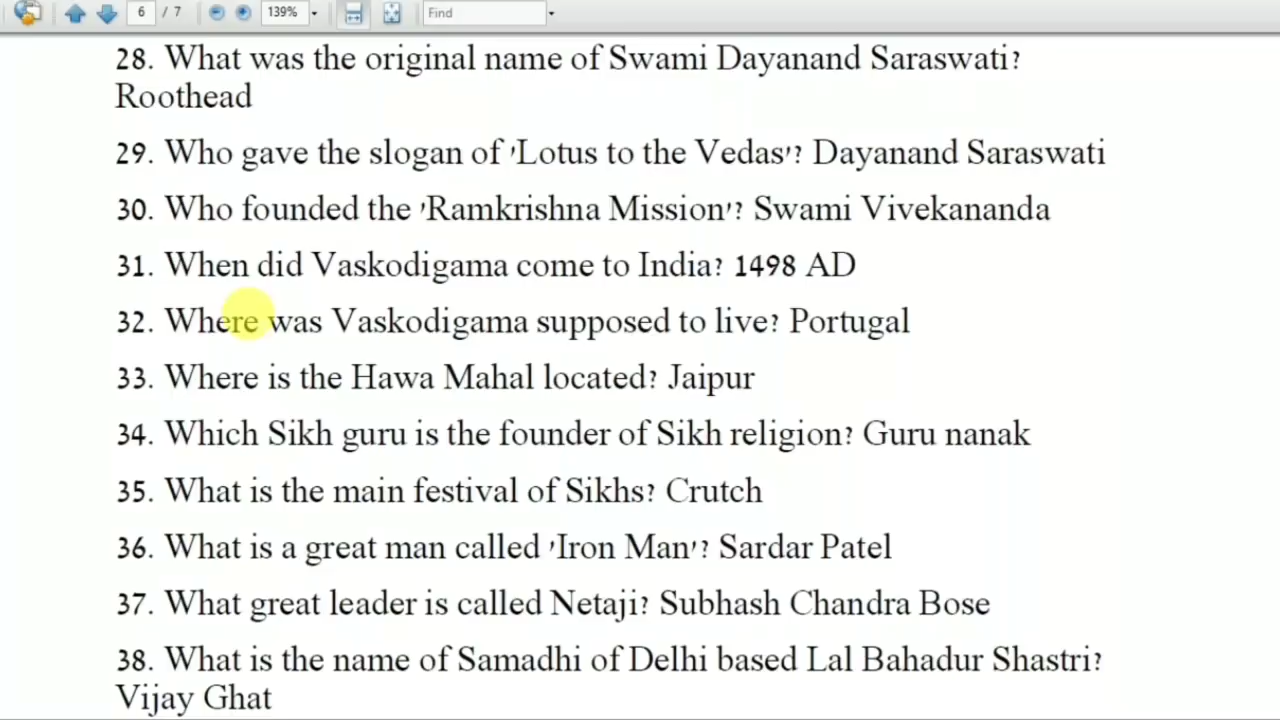 6 / 7 139% Find
28. What was the original name of Swami Dayanand Saraswati?
Roothead
29. Who gave the slogan of 'Lotus to the Vedas'? Dayanand Saraswati
30. Who founded the 'Ramkrishna Mission'? Swami Vivekananda
31. When did Vaskodigama come to India? 1498 AD
32. Where was Vaskodigama supposed to live? Portugal
33. Where is the Hawa Mahal located? Jaipur
34. Which Sikh guru is the founder of Sikh religion? Guru nanak
35. What is the main festival of Sikhs? Crutch
36. What is a great man called 'Iron Man'? Sardar Patel
37. What great leader is called Netaji? Subhash Chandra Bose
38. What is the name of Samadhi of Delhi based Lal Bahadur Shastri?
Vijay Ghat